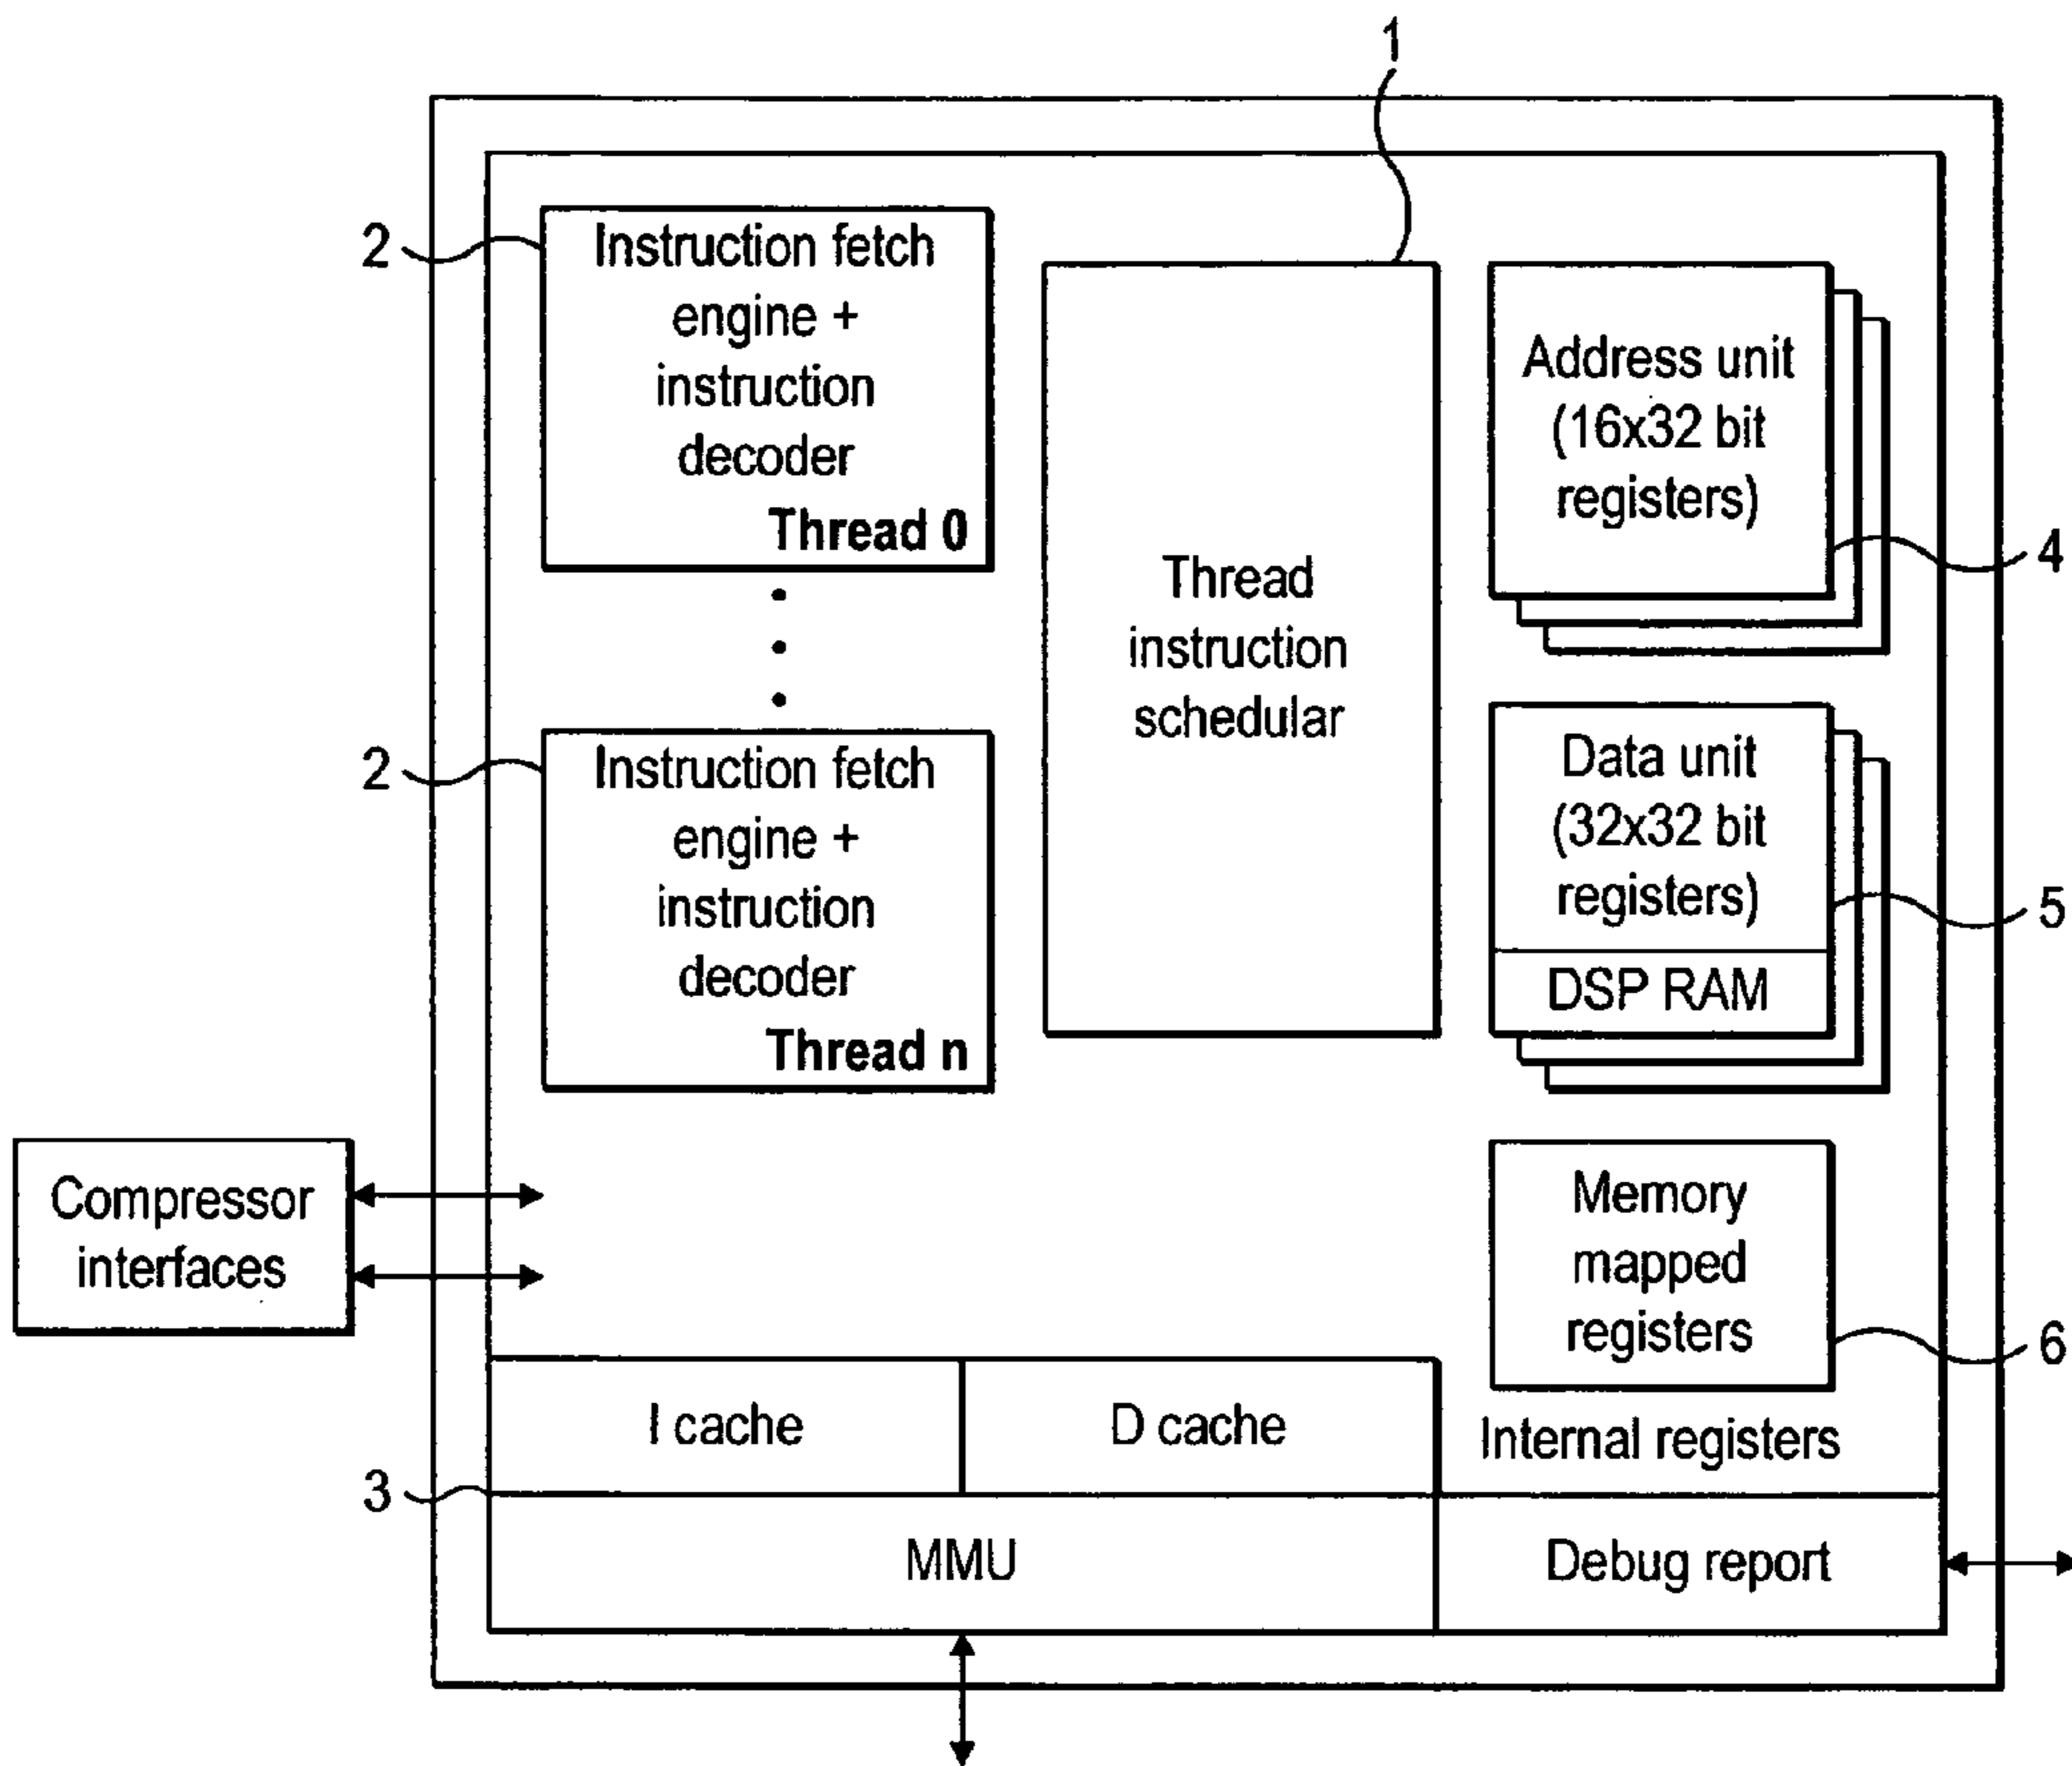 1
2
Instruction fetch
engine +
instruction
decoder
Thread 0
2
Instruction fetch
engine +
instruction
decoder
Thread n
Thread
instruction
schedular
Address unit
(16x32 bit
registers)
4
Data unit
(32x32 bit
registers)
DSP RAM
5
Compressor
interfaces
Memory
mapped
registers
6
I cache
D cache
Internal registers
3
MMU
Debug report